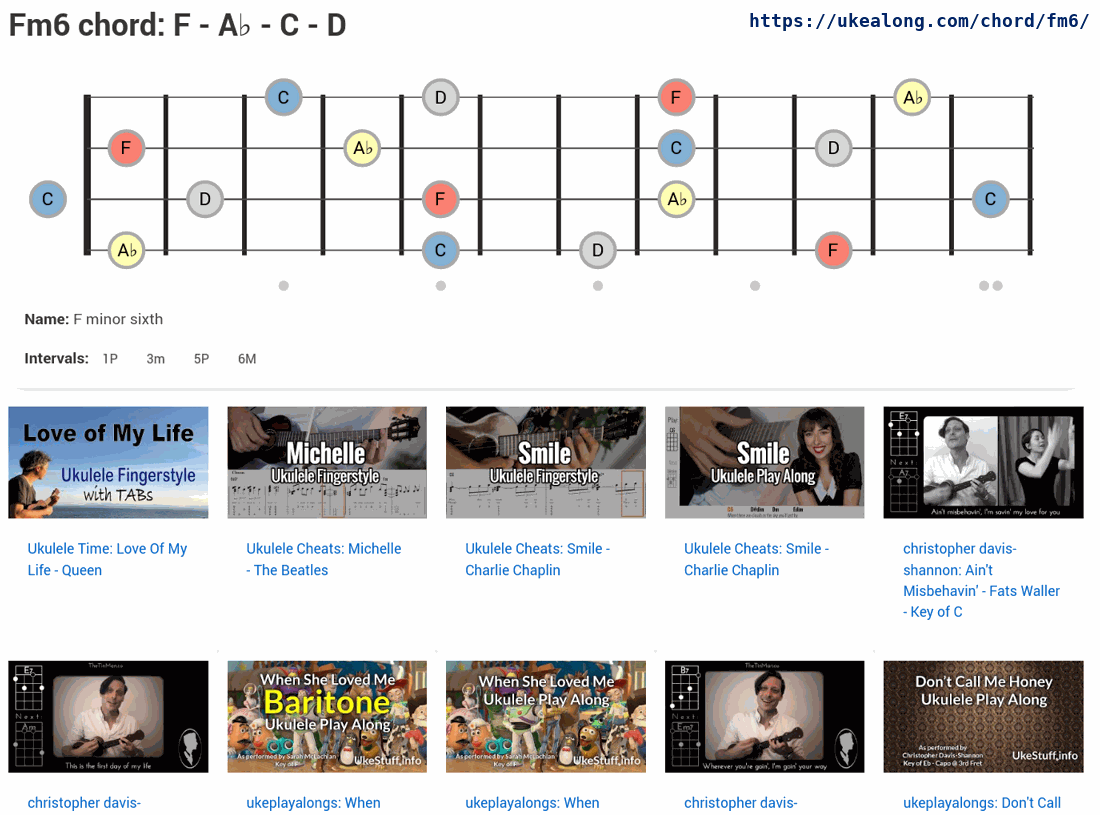 Fm6 chord: F - A♭ - C - D
https://ukealong.com/chord/fm6/
C D F A♭
F A♭ C D
C D F A♭ C
A♭ C D F
Name: F minor sixth
Intervals: 1P 3m 5P 6M
Love of My Life
Ukulele Fingerstyle
with TABs
Ukulele Time: Love Of My
Life - Queen
Michelle
Ukulele Fingerstyle
Ukulele Cheats: Michelle
- The Beatles
Smile
Ukulele Fingerstyle
Ukulele Cheats: Smile -
Charlie Chaplin
Smile
Ukulele Play Along
Ukulele Cheats: Smile -
Charlie Chaplin
E7
Next
A7
Ain't misbehavin', I'm savin' my love for you
christopher davis-
shannon: Ain't
Misbehavin' - Fats Waller
- Key of C
TheTinManCo
E7
Next
Am
This is the first day of my life
christopher davis-
When She Loved Me
Baritone
Ukulele Play Along
As performed by Sarah McLachlan
Key of F
UkeStuff.info
ukeplayalongs: When
When She Loved Me
Ukulele Play Along
As performed by Sarah McLachlan
Key of F
UkeStuff.info
ukeplayalongs: When
TheTinManCo
B7
Next
Em7
Wherever you're goin', I'm goin' your way
christopher davis-
Don't Call Me Honey
Ukulele Play Along
As performed by
Christopher Davis-Shannon
Key of Eb - Capo @ 3rd Fret
UkeStuff.info
ukeplayalongs: Don't Call